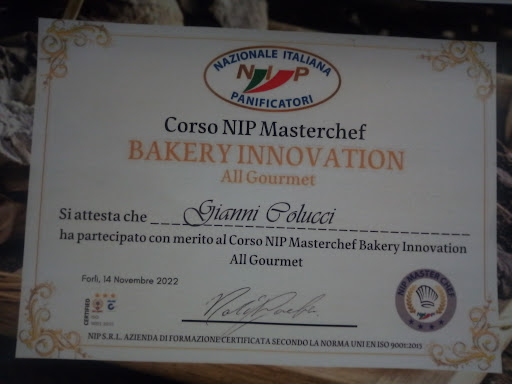 NAZIONALE ITALIANA
NIP
PANIFICATORI
Corso NIP Masterchef
BAKERY INNOVATION
All Gourmet
Si attesta che Gianni Colucci
ha partecipato con merito al Corso NIP Masterchef Bakery Innovation
All Gourmet
Forlì, 14 Novembre 2022
CERTIFIED
NIP MASTER CHEF
NIP S.R.L. AZIENDA DI FORMAZIONE CERTIFICATA SECONDO LA NORMA UNI EN ISO 9001:2015